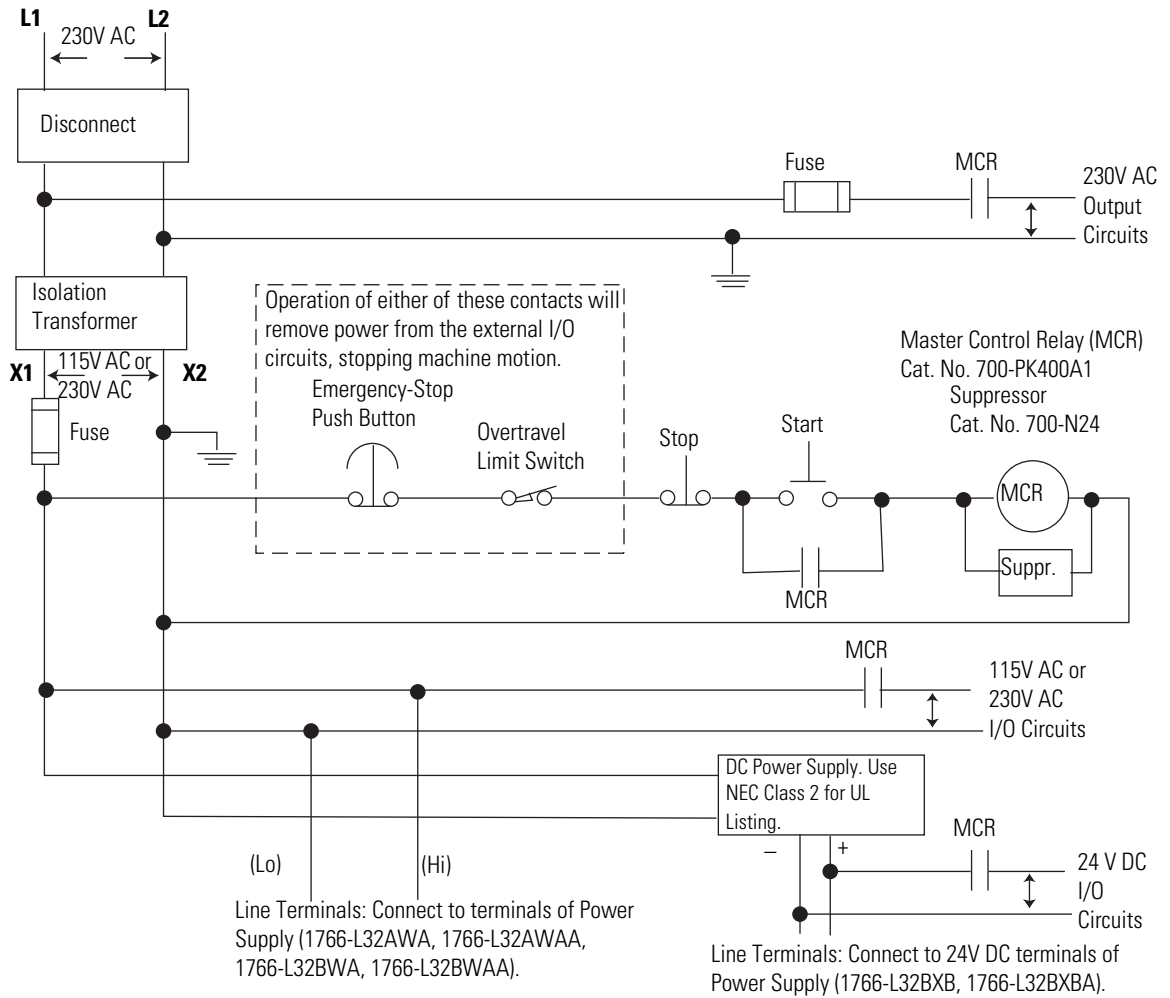 L1
L2
230V AC
Disconnect
Fuse
MCR
230V AC
Output
Circuits
Isolation
Transformer
Operation of either of these contacts will
remove power from the external I/O
circuits, stopping machine motion.
X1
115V AC or
230V AC
X2
Fuse
Emergency-Stop
Push Button
Overtravel
Limit Switch
Stop
Start
Master Control Relay (MCR)
Cat. No. 700-PK400A1
Suppressor
Cat. No. 700-N24
MCR
Suppr.
MCR
MCR
115V AC or
230V AC
I/O Circuits
DC Power Supply. Use
NEC Class 2 for UL
Listing.
– +
MCR
24 V DC
I/O
Circuits
(Lo)
(Hi)
Line Terminals: Connect to terminals of Power
Supply (1766-L32AWA, 1766-L32AWAA,
1766-L32BWA, 1766-L32BWAA).
Line Terminals: Connect to 24V DC terminals of
Power Supply (1766-L32BXB, 1766-L32BXBA).